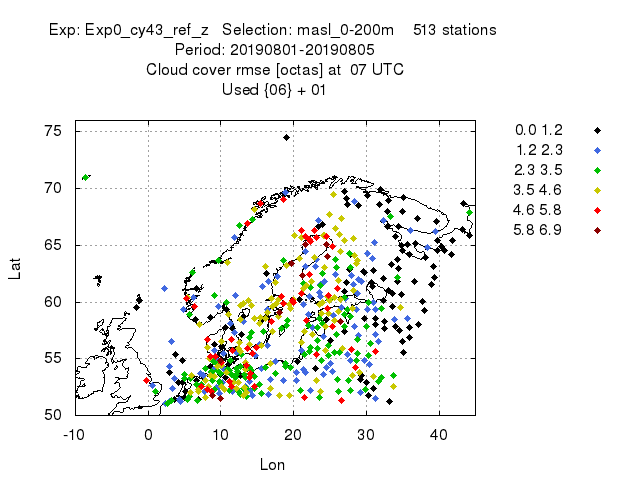 Exp: Exp0_cy43_ref_z   Selection: masl_0-200m    513 stations
Period: 20190801-20190805
Cloud cover rmse [octas] at  07 UTC
Used {06} + 01
75
70
65
60
55
50
Lat
-10 0 10 20 30 40
Lon
0.0 1.2
1.2 2.3
2.3 3.5
3.5 4.6
4.6 5.8
5.8 6.9